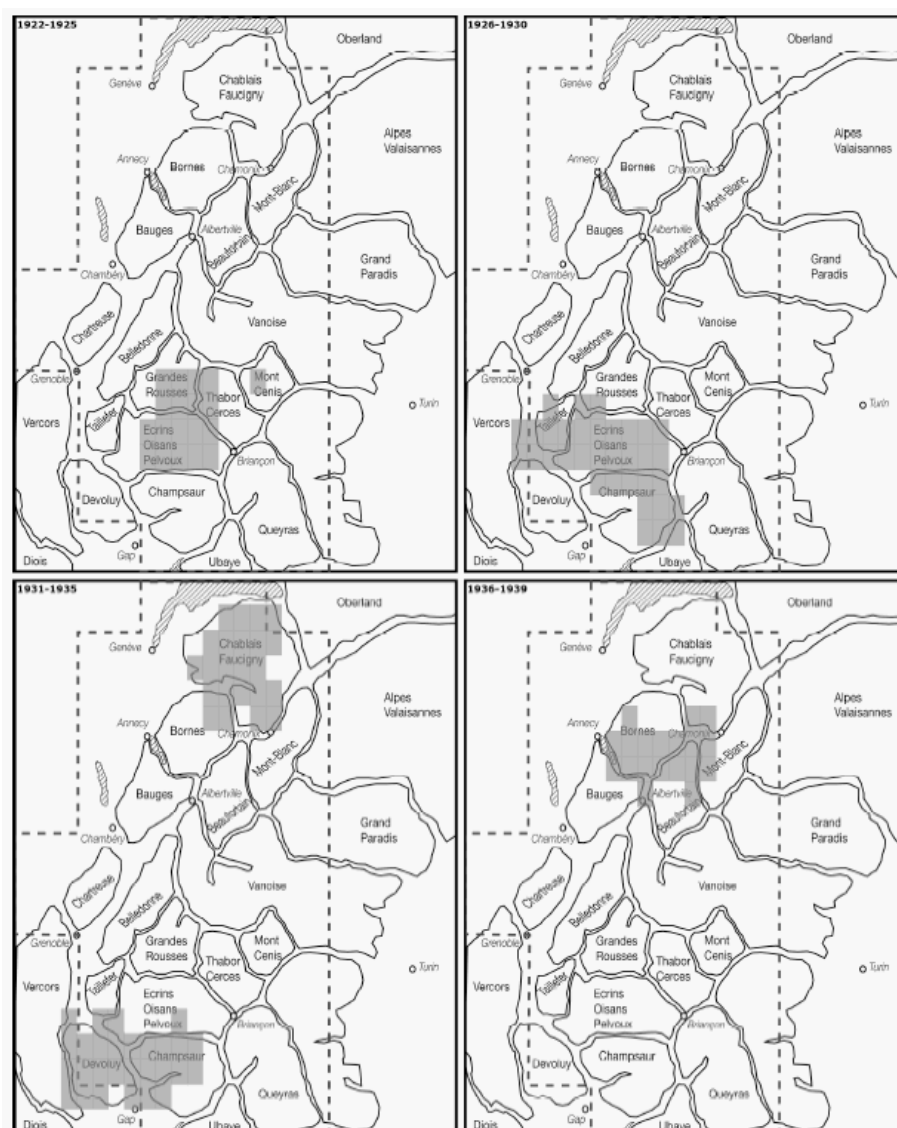 1922-1925
Oberland
Genève
Chablais
Faucigny
Alpes
Valaisannes
Annecy
Bornes
Chamonix
Mont-Blanc
Bauges
Albertville
Beaufortain
Grand
Paradis
Chambéry
Chartreuse
Vanoise
Belledonne
Grenoble
Grandes
Rousses
Mont
Cenis
Thabor
Cerces
Turin
Vercors
Taillefer
Ecrins
Oisans
Pelvoux
Briançon
Devoluy
Champsaur
Queyras
Gap
Diois
Ubaye
1926-1930
Oberland
Genève
Chablais
Faucigny
Alpes
Valaisannes
Annecy
Bornes
Chamonix
Mont-Blanc
Bauges
Albertville
Beaufortain
Grand
Paradis
Chambéry
Chartreuse
Vanoise
Belledonne
Grenoble
Grandes
Rousses
Mont
Cenis
Thabor
Cerces
Turin
Vercors
Taillefer
Ecrins
Oisans
Pelvoux
Briançon
Devoluy
Champsaur
Queyras
Gap
Diois
Ubaye
1931-1935
Oberland
Genève
Chablais
Faucigny
Alpes
Valaisannes
Annecy
Bornes
Chamonix
Mont-Blanc
Bauges
Albertville
Beaufortain
Grand
Paradis
Chambéry
Chartreuse
Vanoise
Belledonne
Grenoble
Grandes
Rousses
Mont
Cenis
Thabor
Cerces
Turin
Vercors
Taillefer
Ecrins
Oisans
Pelvoux
Briançon
Devoluy
Champsaur
Queyras
Gap
Diois
Ubaye
1936-1939
Oberland
Genève
Chablais
Faucigny
Alpes
Valaisannes
Annecy
Bornes
Chamonix
Mont-Blanc
Bauges
Albertville
Beaufortain
Grand
Paradis
Chambéry
Chartreuse
Vanoise
Belledonne
Grenoble
Grandes
Rousses
Mont
Cenis
Thabor
Cerces
Turin
Vercors
Taillefer
Ecrins
Oisans
Pelvoux
Briançon
Devoluy
Champsaur
Queyras
Gap
Diois
Ubaye